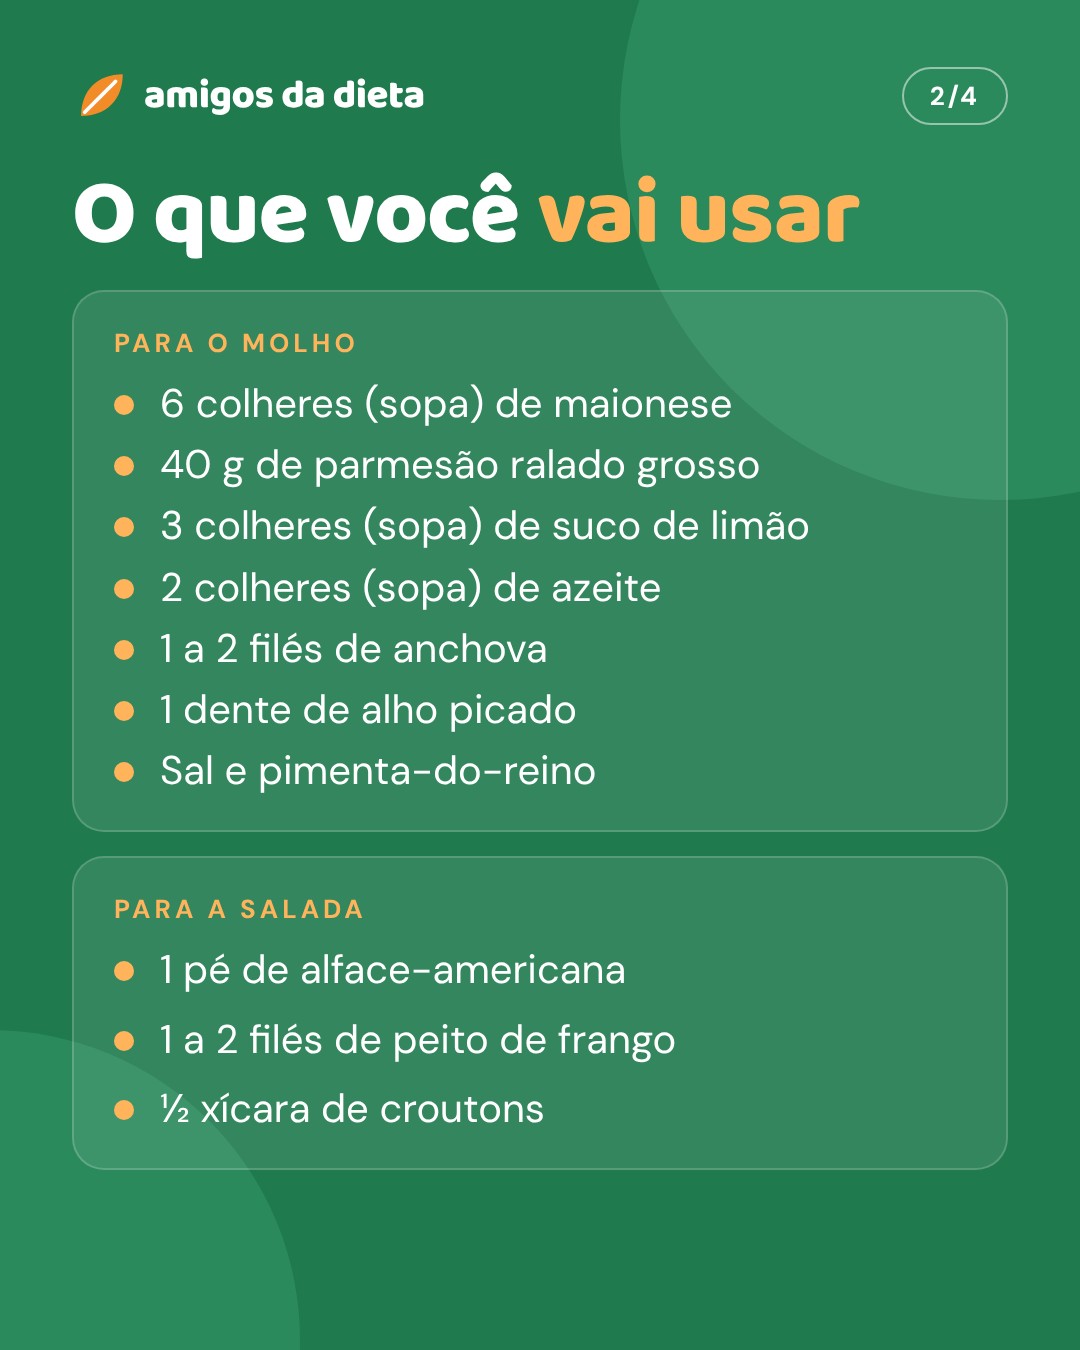 amigos da dieta
2/4
O que você vai usar
PARA O MOLHO
6 colheres (sopa) de maionese
40 g de parmesão ralado grosso
3 colheres (sopa) de suco de limão
2 colheres (sopa) de azeite
1 a 2 filés de anchova
1 dente de alho picado
Sal e pimenta-do-reino
PARA A SALADA
1 pé de alface-americana
1 a 2 filés de peito de frango
½ xícara de croutons